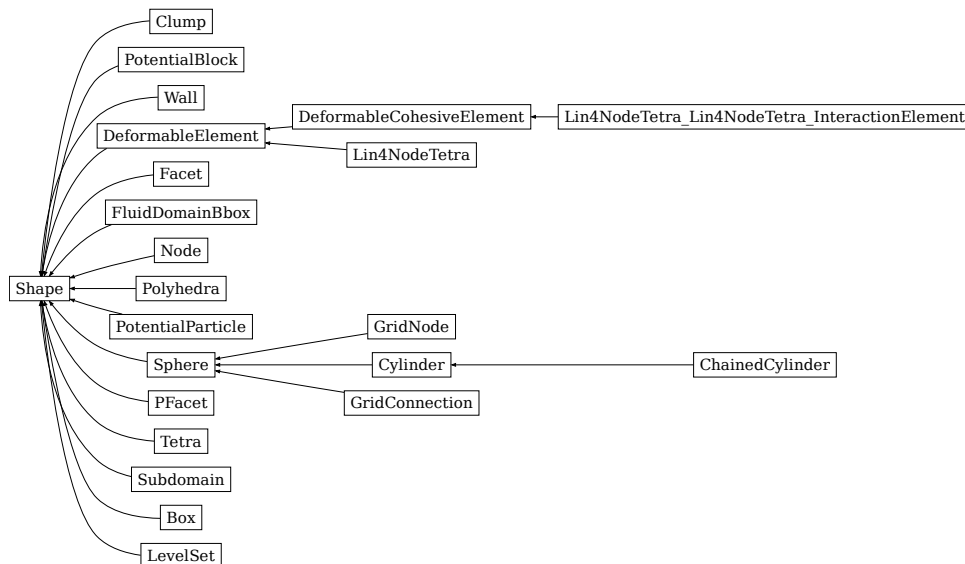 Clump
PotentialBlock
Wall
DeformableCohesiveElement
Lin4NodeTetra_Lin4NodeTetra_InteractionElement
DeformableElement
Lin4NodeTetra
Facet
FluidDomainBbox
Node
Shape
Polyhedra
PotentialParticle
GridNode
Sphere
Cylinder
ChainedCylinder
PFacet
GridConnection
Tetra
Subdomain
Box
LevelSet